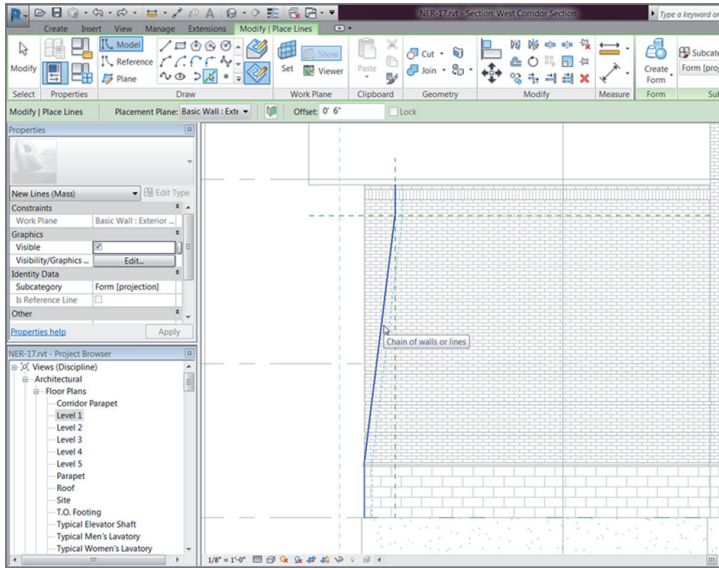 NER-17.rvt - Section: West Corridor Section
Type a keyword or
Create Insert View Manage Extensions Modify | Place Lines
Modify
Model
Reference
Plane
Set
Show
Viewer
Paste
Cut
Join
Create Form
Subcate
Form [proj
Select Properties Draw Work Plane Clipboard Geometry Modify Measure Form Sub
Modify | Place Lines Placement Plane: Basic Wall : Exte Offset: 0' 6" Lock
Properties
New Lines (Mass) Edit Type
Constraints
Work Plane Basic Wall : Exterior ...
Graphics
Visible
Visibility/Graphics ... Edit...
Identity Data
Subcategory Form [projection]
Is Reference Line
Other
Properties help Apply
Chain of walls or lines
NER-17.rvt - Project Browser
Views (Discipline)
Architectural
Floor Plans
Corridor Parapet
Level 1
Level 2
Level 3
Level 4
Level 5
Parapet
Roof
Site
T.O. Footing
Typical Elevator Shaft
Typical Men's Lavatory
Typical Women's Lavatory
1/8" = 1'-0"